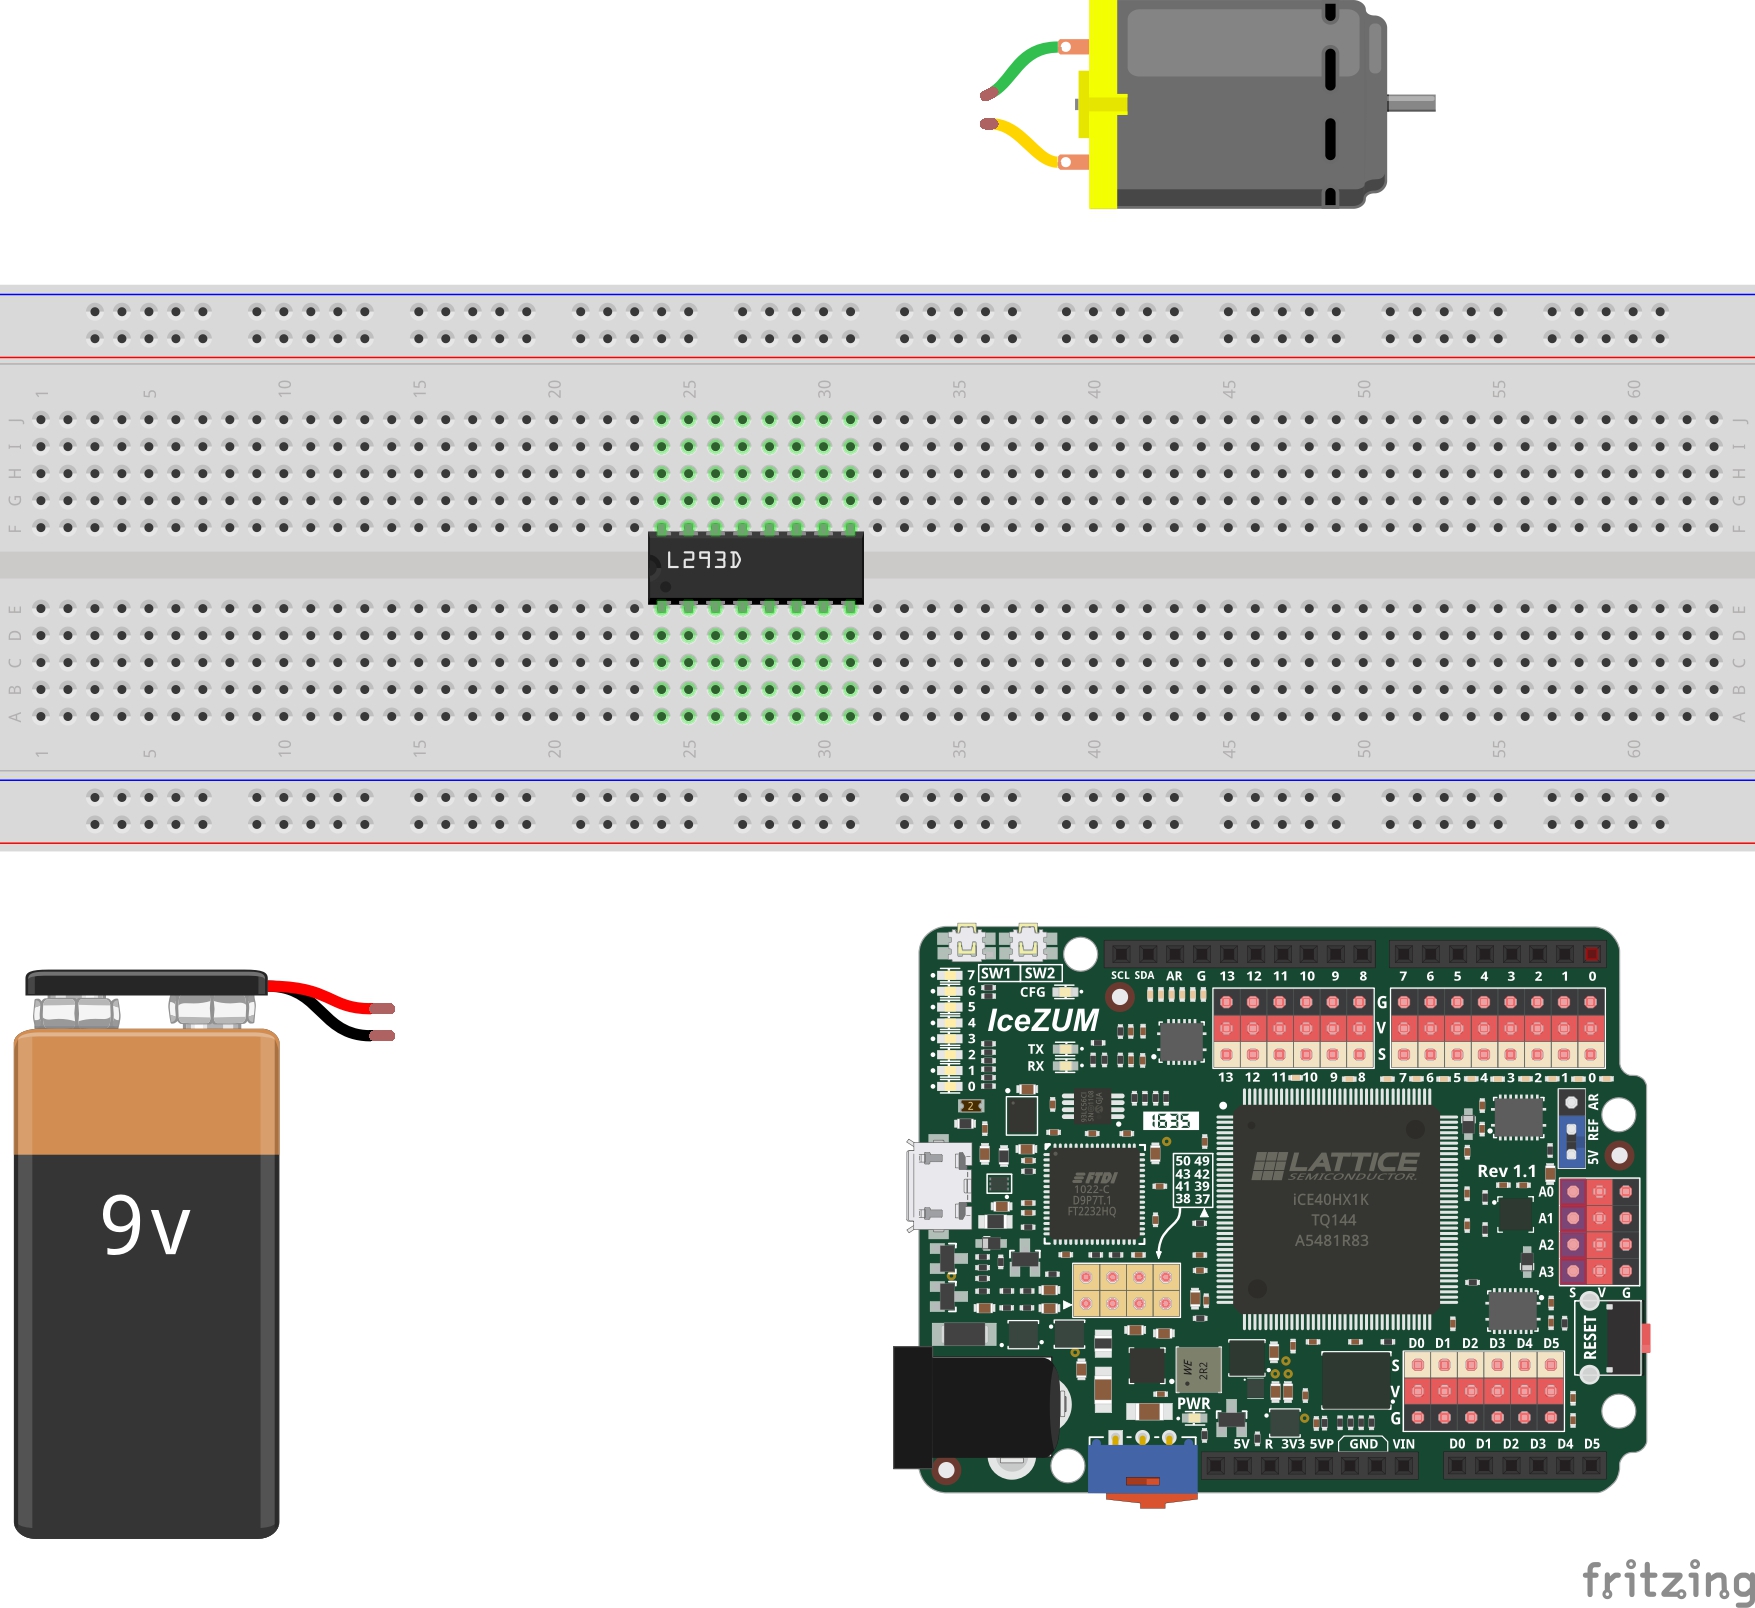 1 5 10 15 20 25 30 35 40 45 50 55 60
J J
I I
H H
G G
F F
L293D
E E
D D
C C
B B
A A
1 5 10 15 20 25 30 35 40 45 50 55 60
9v
SW1 SW2
SCL SDA AR G 13 12 11 10 9 8 7 6 5 4 3 2 1 0
7
6
5
4
3
2
1
0
CFG
IceZUM
TX
RX
G
V
S
13 12 11 10 9 8 7 6 5 4 3 2 1 0
2
1635
AR
REF
5V
FTDI
1022-C
D9P7T.1
FT2232HQ
50 49
43 42
41 39
38 37
LATTICE
SEMICONDUCTOR.
iCE40HX1K
TQ144
A5481R83
Rev 1.1
A0
A1
A2
A3
S V G
RESET
D0 D1 D2 D3 D4 D5
S
V
G
WE
2R2
PWR
5V R 3V3 5VP GND VIN D0 D1 D2 D3 D4 D5
fritzing